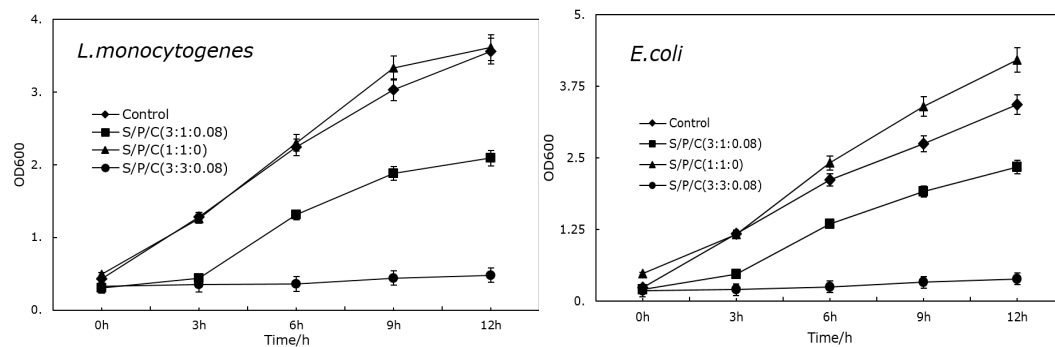 L.monocytogenes
OD600
4.
3.
2.
1.
0.
Control
S/P/C(3:1:0.08)
S/P/C(1:1:0)
S/P/C(3:3:0.08)
0h 3h 6h 9h 12h
Time/h
E.coli
OD600
5.
3.75
2.5
1.25
0.
Control
S/P/C(3:1:0.08)
S/P/C(1:1:0)
S/P/C(3:3:0.08)
0h 3h 6h 9h 12h
Time/h